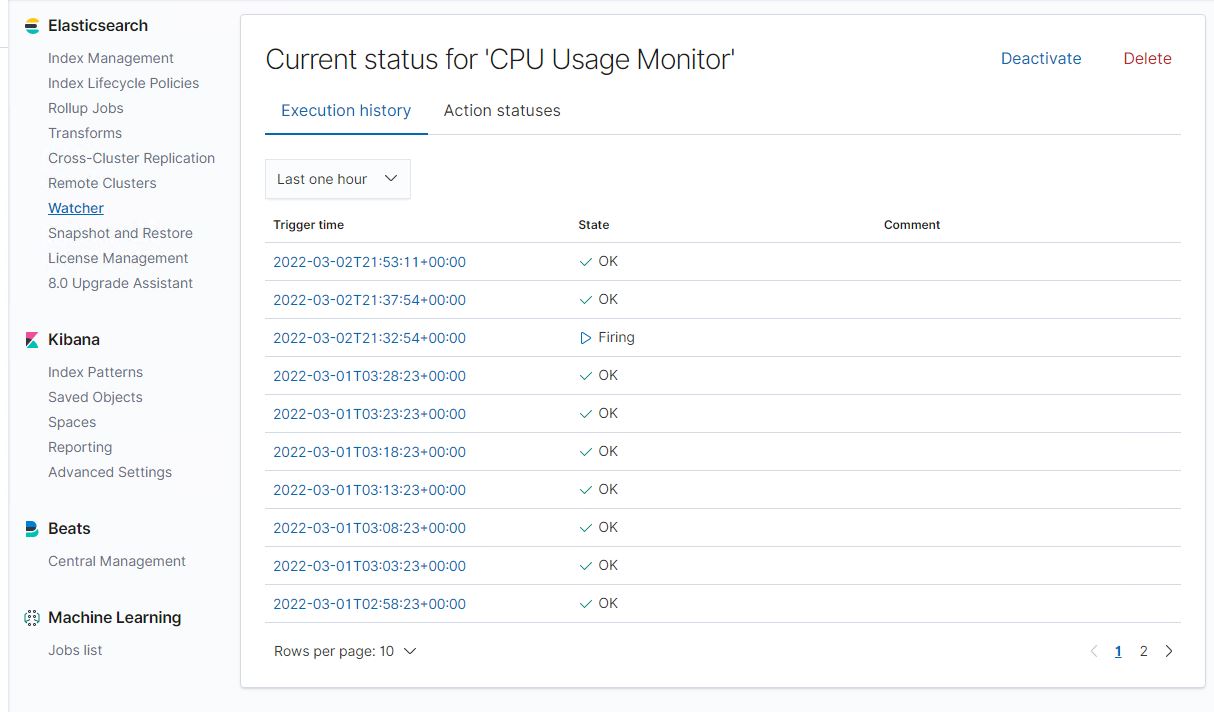 Elasticsearch
Index Management
Index Lifecycle Policies
Rollup Jobs
Transforms
Cross-Cluster Replication
Remote Clusters
Watcher
Snapshot and Restore
License Management
8.0 Upgrade Assistant
Kibana
Index Patterns
Saved Objects
Spaces
Reporting
Advanced Settings
Beats
Central Management
Machine Learning
Jobs list
Current status for 'CPU Usage Monitor' Deactivate Delete
Execution history Action statuses
Last one hour
Trigger time State Comment
2022-03-02T21:53:11+00:00 OK
2022-03-02T21:37:54+00:00 OK
2022-03-02T21:32:54+00:00 Firing
2022-03-01T03:28:23+00:00 OK
2022-03-01T03:23:23+00:00 OK
2022-03-01T03:18:23+00:00 OK
2022-03-01T03:13:23+00:00 OK
2022-03-01T03:08:23+00:00 OK
2022-03-01T03:03:23+00:00 OK
2022-03-01T02:58:23+00:00 OK
Rows per page: 10 1 2